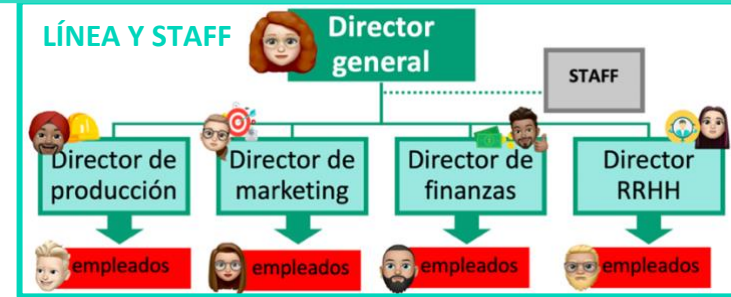 LÍNEA Y STAFF
Director
general
STAFF
Director de
producción
Director de
marketing
Director de
finanzas
Director
RRHH
empleados
empleados
empleados
empleados